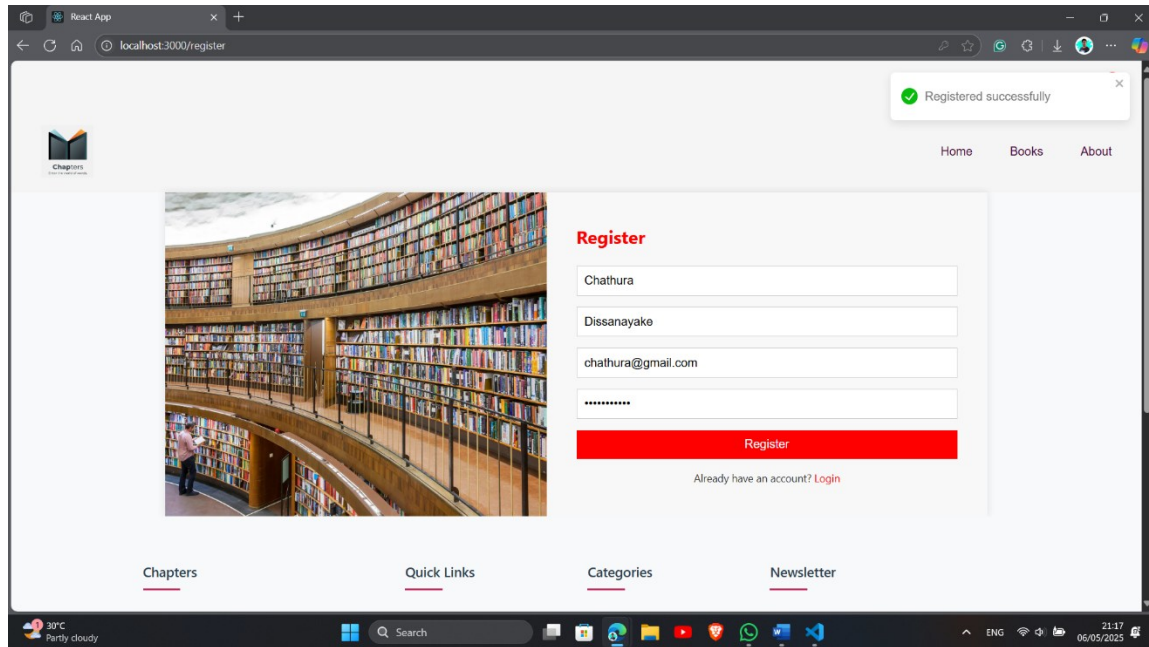 React App
localhost:3000/register
Registered successfully
Chapters
Home Books About
Register
Chathura
Dissanayake
chathura@gmail.com
•••••••••••
Register
Already have an account? Login
Chapters Quick Links Categories Newsletter
1
30°C
Partly cloudy
Search
ENG
21:17
06/05/2025